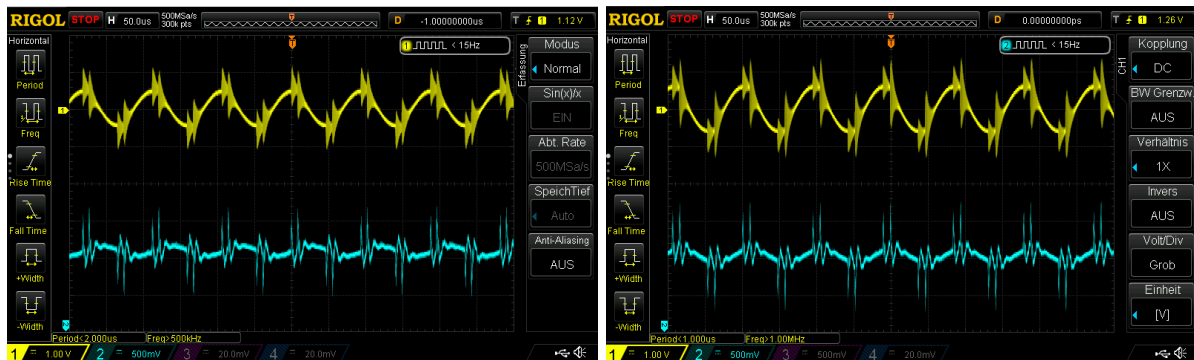 RIGOL STOP H 50.0us 500MSa/s 300k pts D -1.00000000us T 1 1.12 V
Horizontal
1 < 15Hz
Period
Freq
Rise Time
Fall Time
+Width
-Width
Erfassung
Modus
Normal
Sin(x)/x
EIN
Abt. Rate
500MSa/s
SpeichTief
Auto
Anti-Aliasing
AUS
Period<2.000us Freq>500kHz
1 = 1.00 V 2 = 500mV 3 = 20.0mV 4 = 20.0mV
RIGOL STOP H 50.0us 500MSa/s 300k pts D 0.00000000ps T 1 1.26 V
Horizontal
2 < 15Hz
Period
Freq
Rise Time
Fall Time
+Width
-Width
CH1
Kopplung
DC
BW Grenzw.
AUS
Verhältnis
1X
Invers
AUS
Volt/Div
Grob
Einheit
[V]
Period<1.000us Freq>1.00MHz
1 = 1.00 V 2 = 500mV 3 = 500mV 4 = 20.0mV